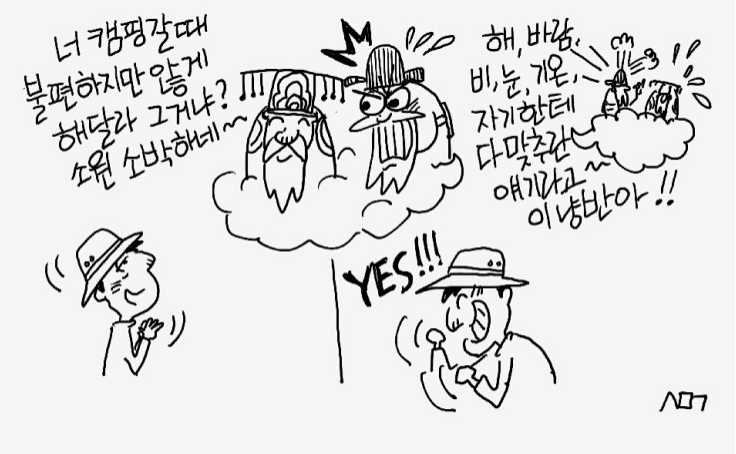 너 캠핑갈때
불편하지만 않게
해달라 그거냐?
소원 소박하네~
해, 바람,
비, 눈, 기온,
자기한테
다 맞추란
얘기라고~
이 냥반아!!
YES!!!